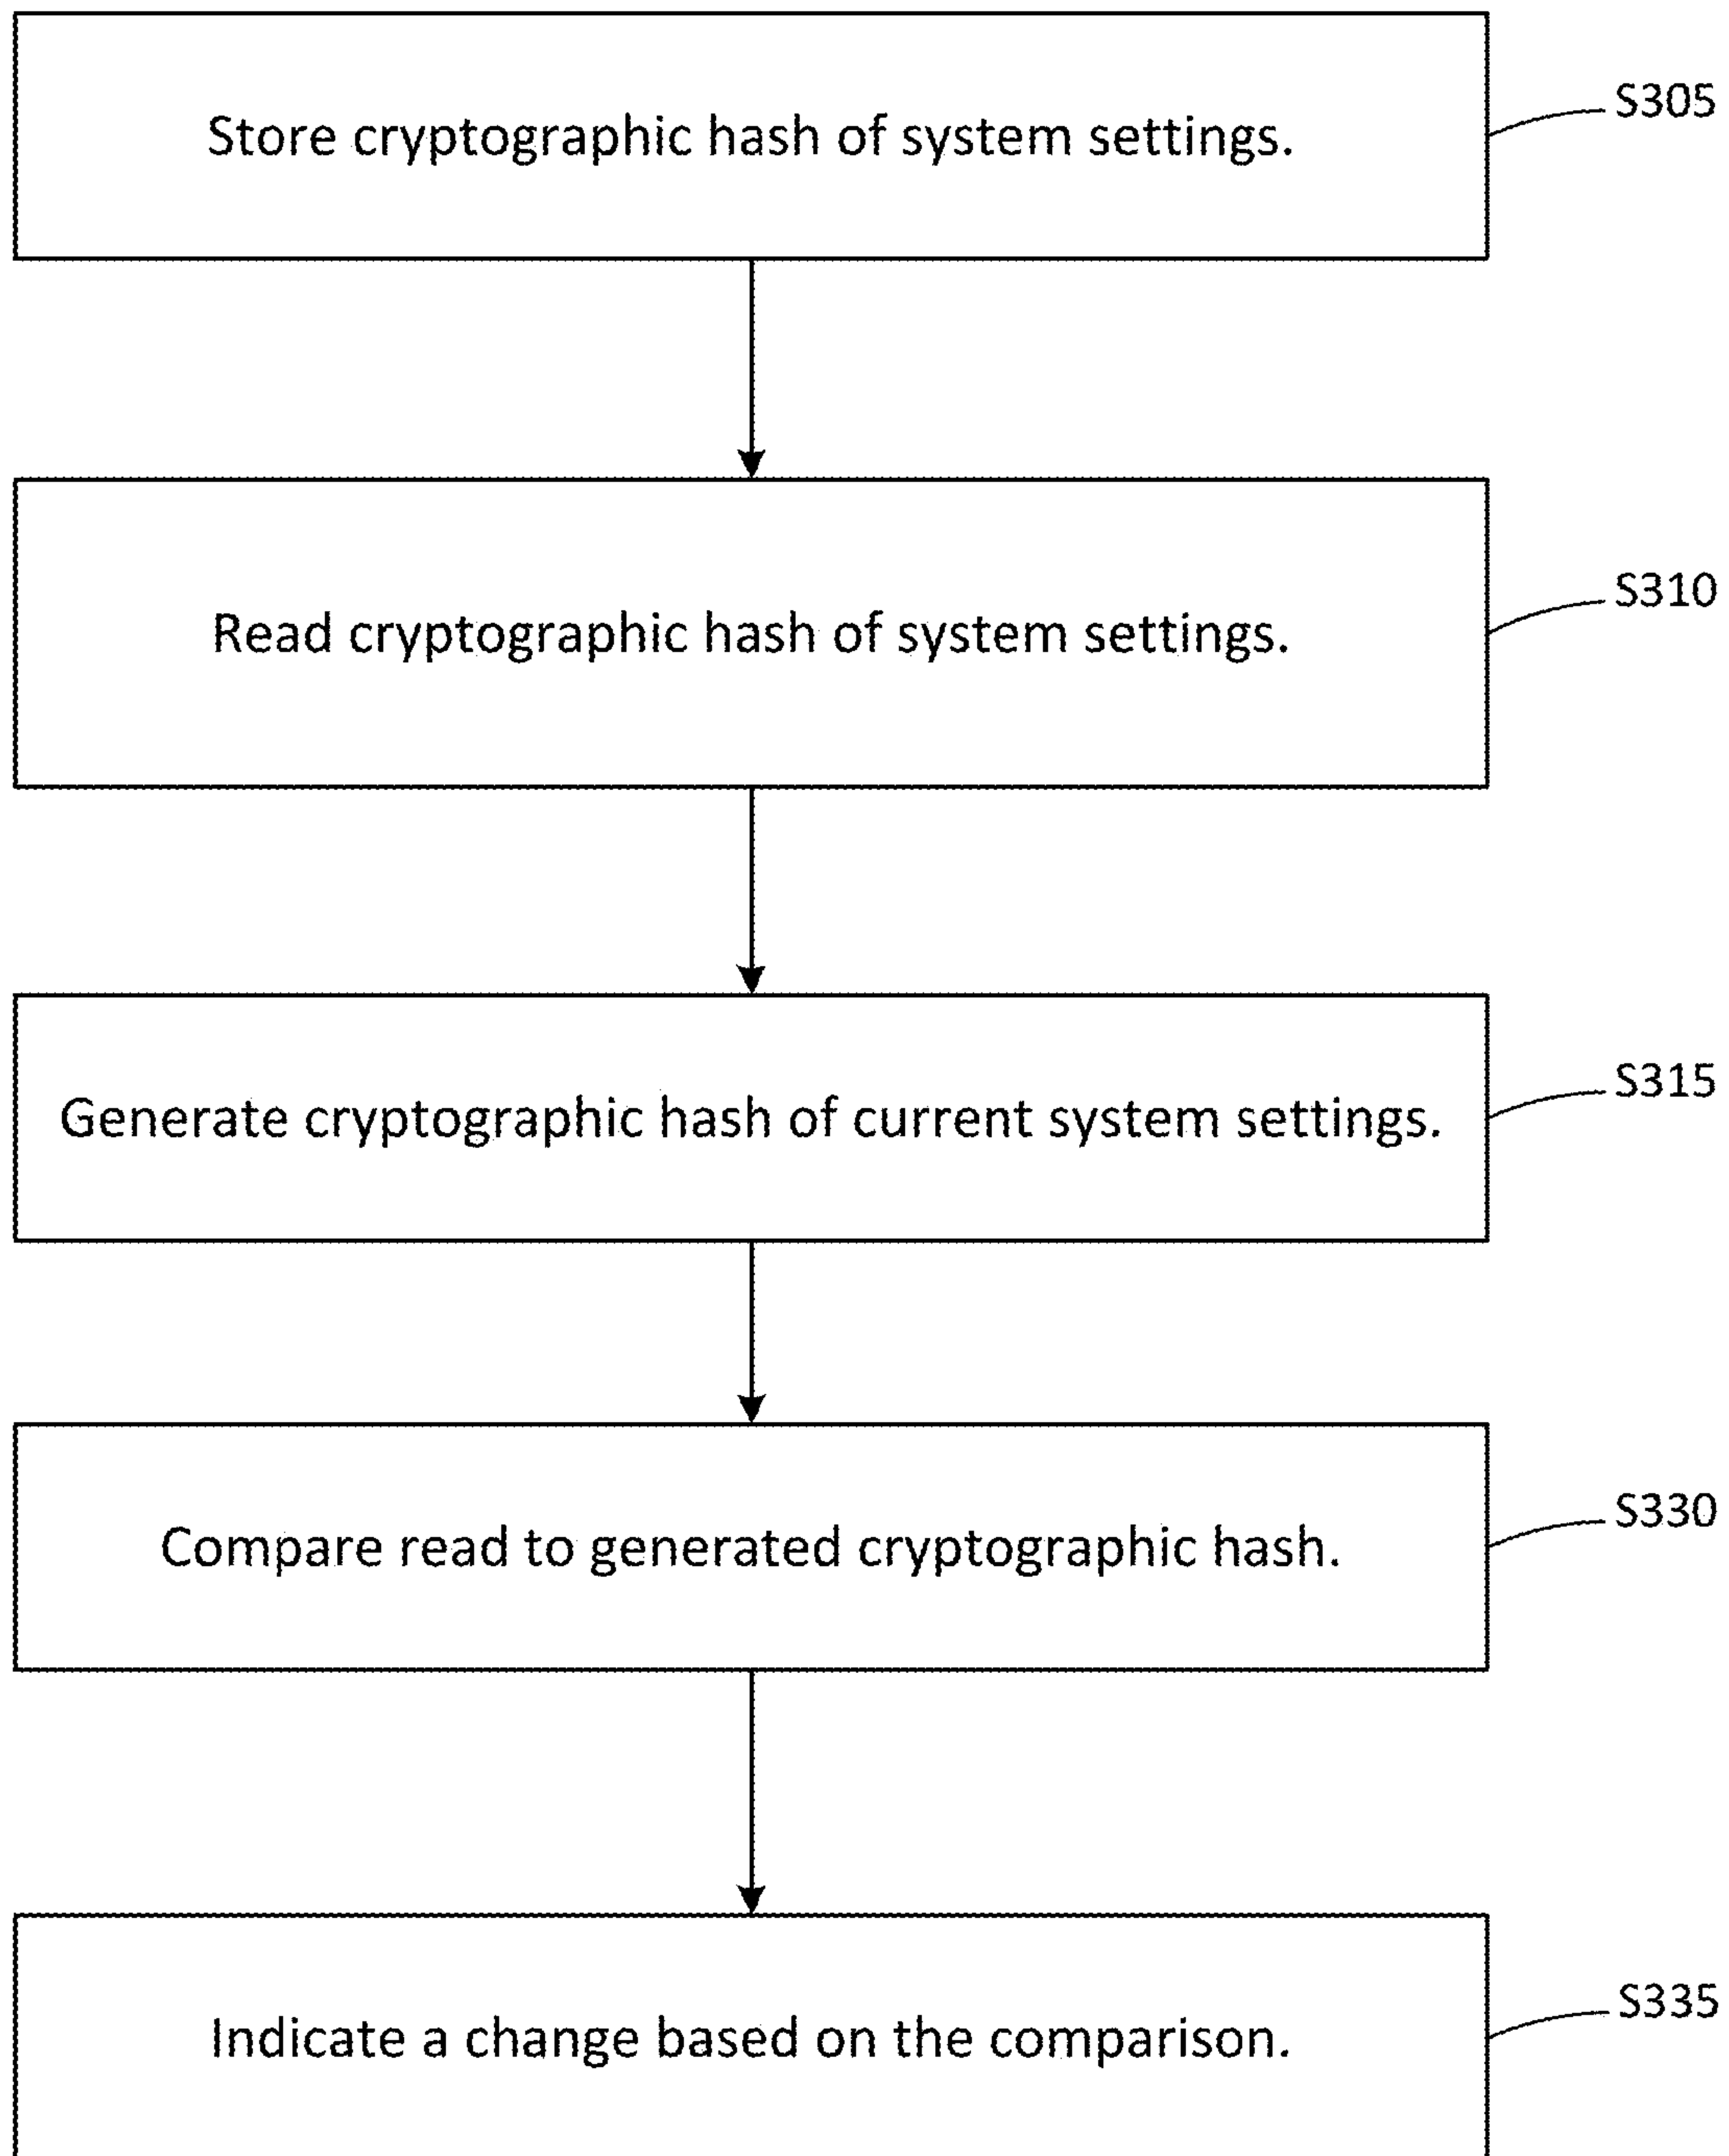 Store cryptographic hash of system settings.
S305
Read cryptographic hash of system settings.
S310
Generate cryptographic hash of current system settings.
S315
Compare read to generated cryptographic hash.
S330
Indicate a change based on the comparison.
S335